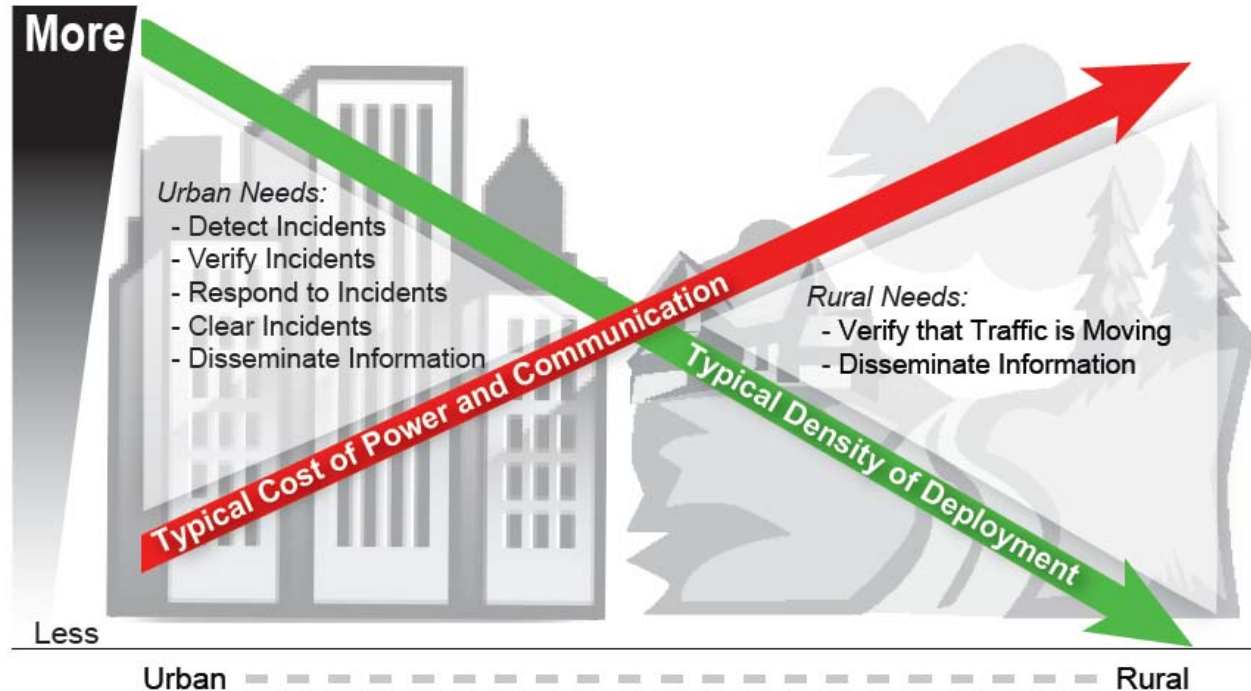 More
Urban Needs:
- Detect Incidents
- Verify Incidents
- Respond to Incidents
- Clear Incidents
- Disseminate Information
Typical Cost of Power and Communication
Rural Needs:
- Verify that Traffic is Moving
- Disseminate Information
Typical Density of Deployment
Less
Urban
Rural